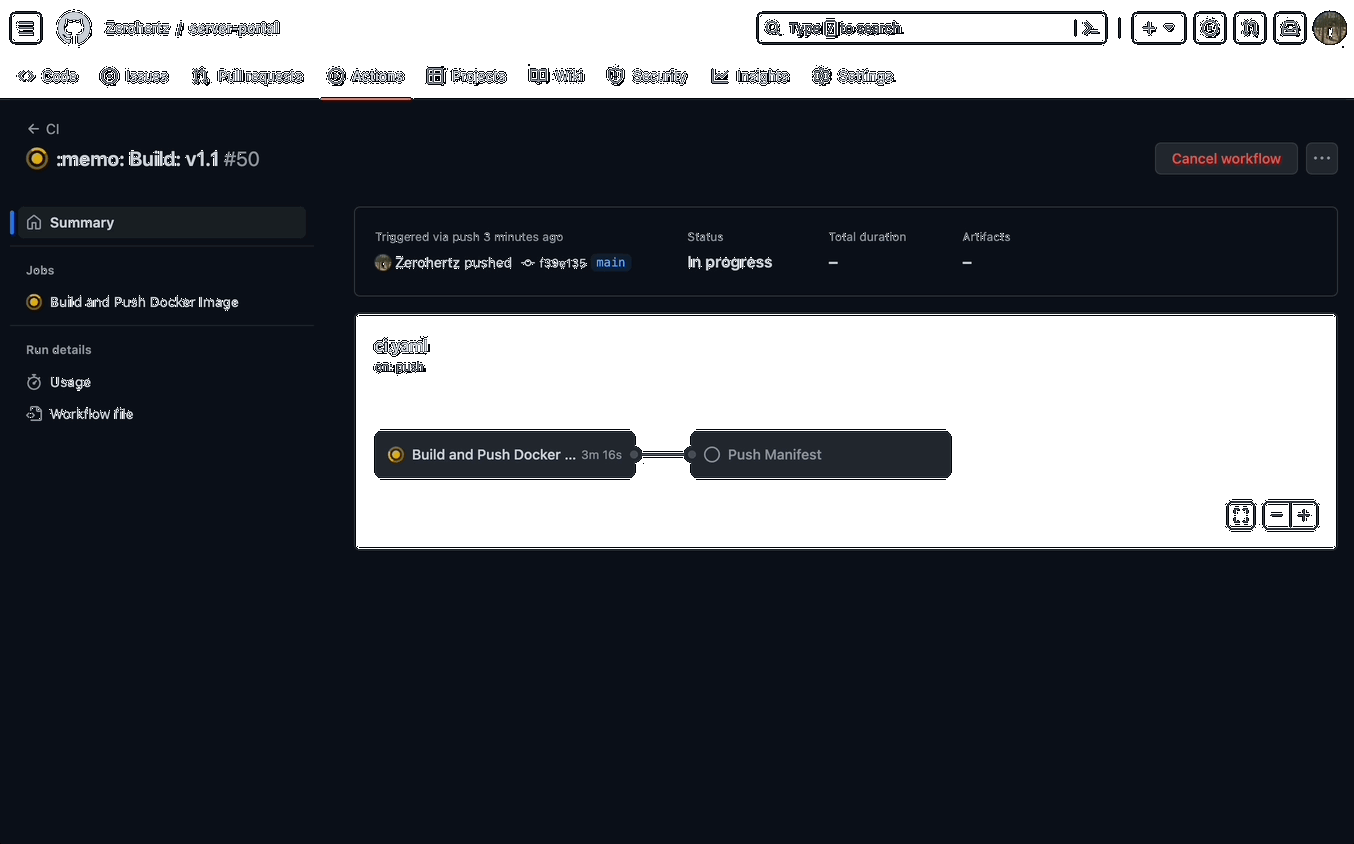 Zerohertz / server-portal
Type / to search
Code Issues Pull requests Actions Projects Wiki Security Insights Settings
CI
:memo: Build: v1.1 #50
Cancel workflow
Summary
Triggered via push 3 minutes ago
Status
Total duration
Artifacts
Zerohertz pushed f39e135 main
In progress
–
–
Jobs
Build and Push Docker Image
Run details
Usage
Workflow file
ci.yaml
on: push
Build and Push Docker ... 3m 16s
Push Manifest